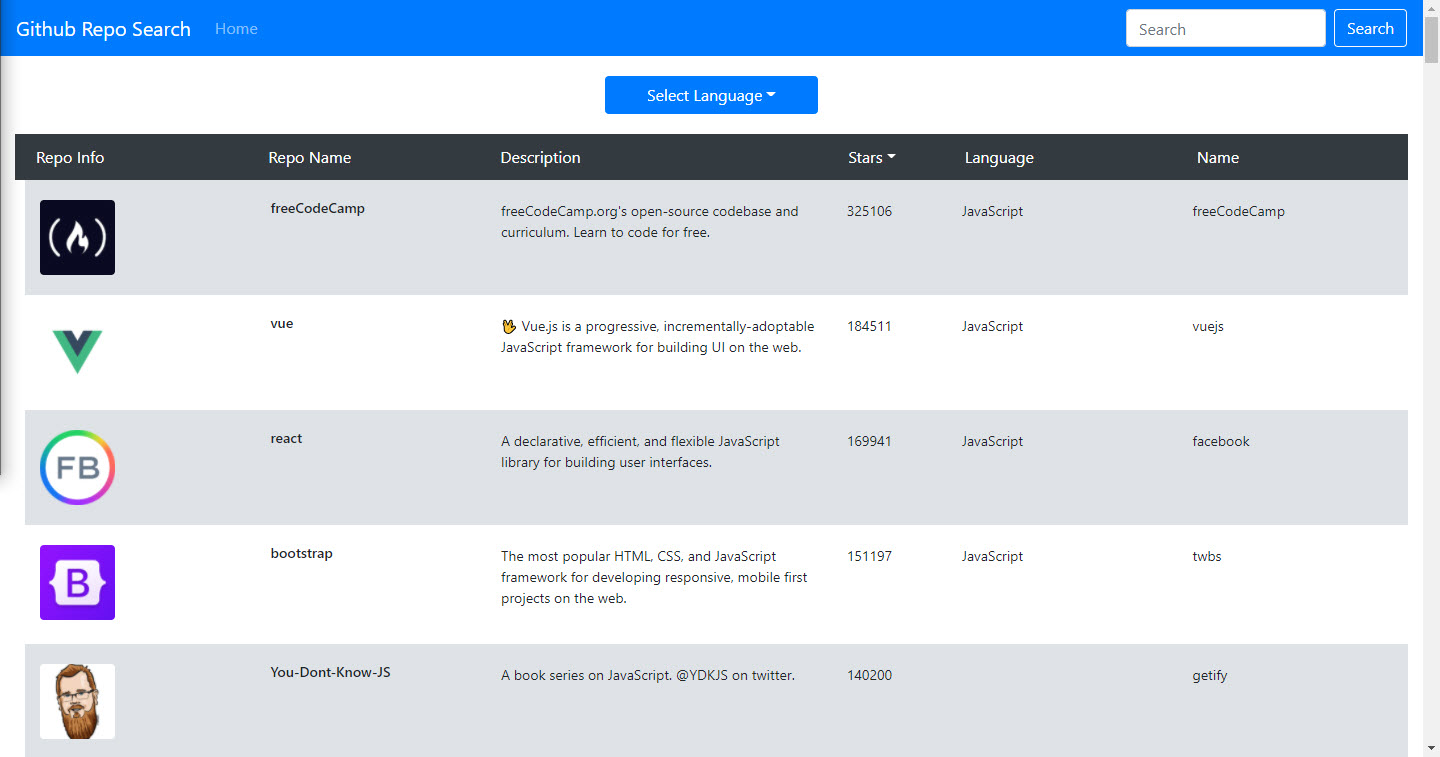 Github Repo Search Home Search Search
Select Language
Repo Info Repo Name Description Stars Language Name
freeCodeCamp freeCodeCamp.org's open-source codebase and 325106 JavaScript freeCodeCamp
curriculum. Learn to code for free.
vue 🖖 Vue.js is a progressive, incrementally-adoptable 184511 JavaScript vuejs
JavaScript framework for building UI on the web.
FB react A declarative, efficient, and flexible JavaScript 169941 JavaScript facebook
library for building user interfaces.
B bootstrap The most popular HTML, CSS, and JavaScript 151197 JavaScript twbs
framework for developing responsive, mobile first
projects on the web.
You-Dont-Know-JS A book series on JavaScript. @YDKJS on twitter. 140200 getify